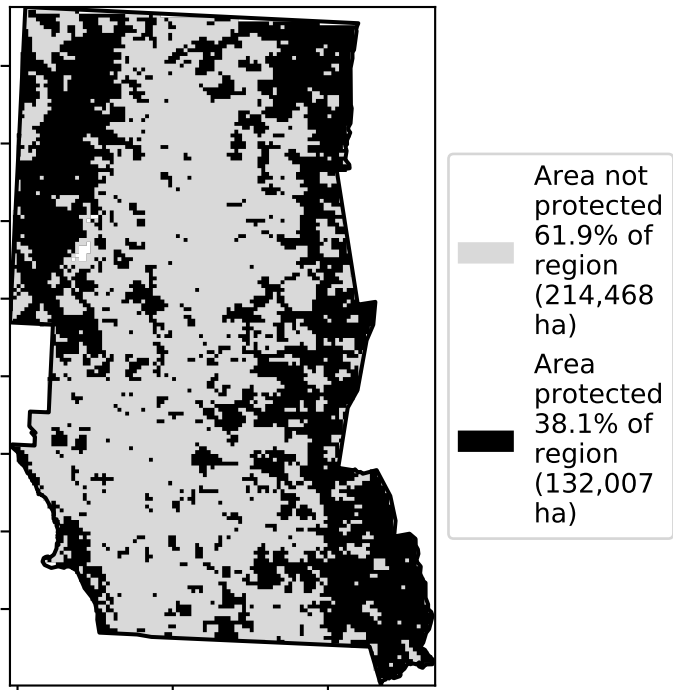 Area not
protected
61.9% of
region
(214,468
ha)
Area
protected
38.1% of
region
(132,007
ha)